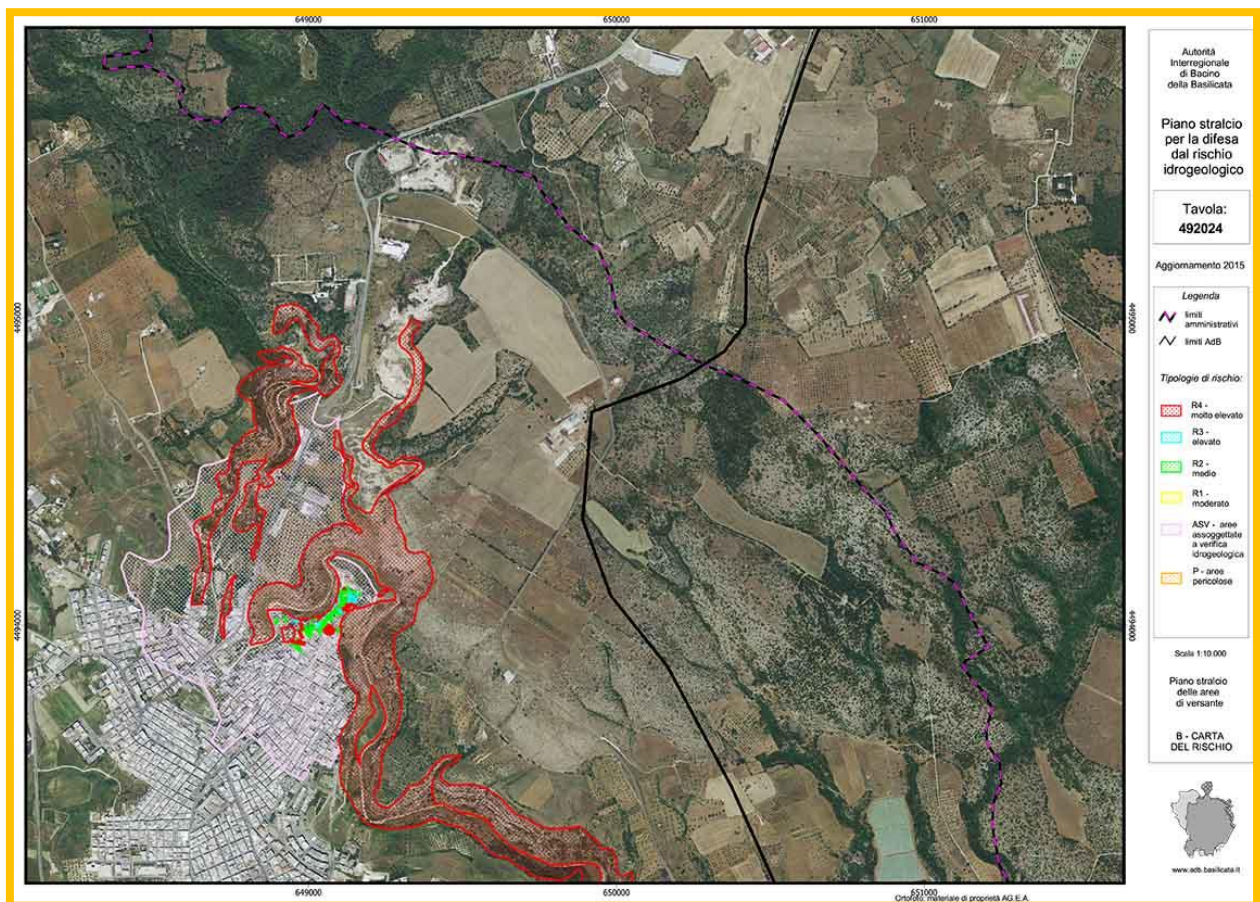 649000
650000
651000
4495000
4494000
4495000
4494000
649000
650000
651000
Ortofoto: materiale di proprietà AG.E.A.
Autorità
Interregionale
di Bacino
della Basilicata
Piano stralcio
per la difesa
dal rischio
idrogeologico
Tavola:
492024
Aggiornamento 2015
Legenda
limiti
amministrativi
limiti AdB
Tipologie di rischio:
R4 -
molto elevato
R3 -
elevato
R2 -
medio
R1 -
moderato
ASV - aree
assoggettate
a verifica
idrogeologica
P - aree
pericolose
Scala 1:10.000
Piano stralcio
delle aree
di versante
B - CARTA
DEL RISCHIO
www.adb.basilicata.it